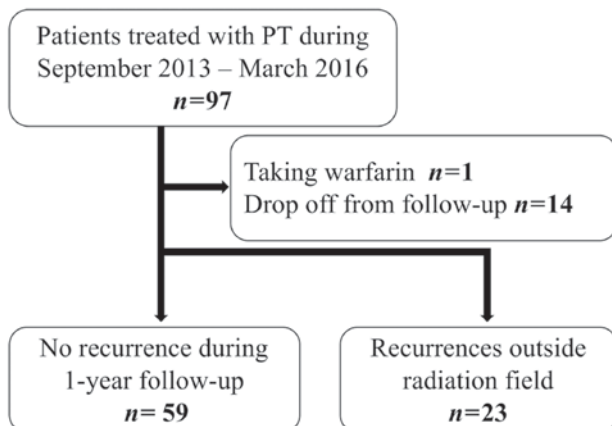 Patients treated with PT during
September 2013 – March 2016
n=97
Taking warfarin n=1
Drop off from follow-up n=14
No recurrence during
1-year follow-up
n= 59
Recurrences outside
radiation field
n=23